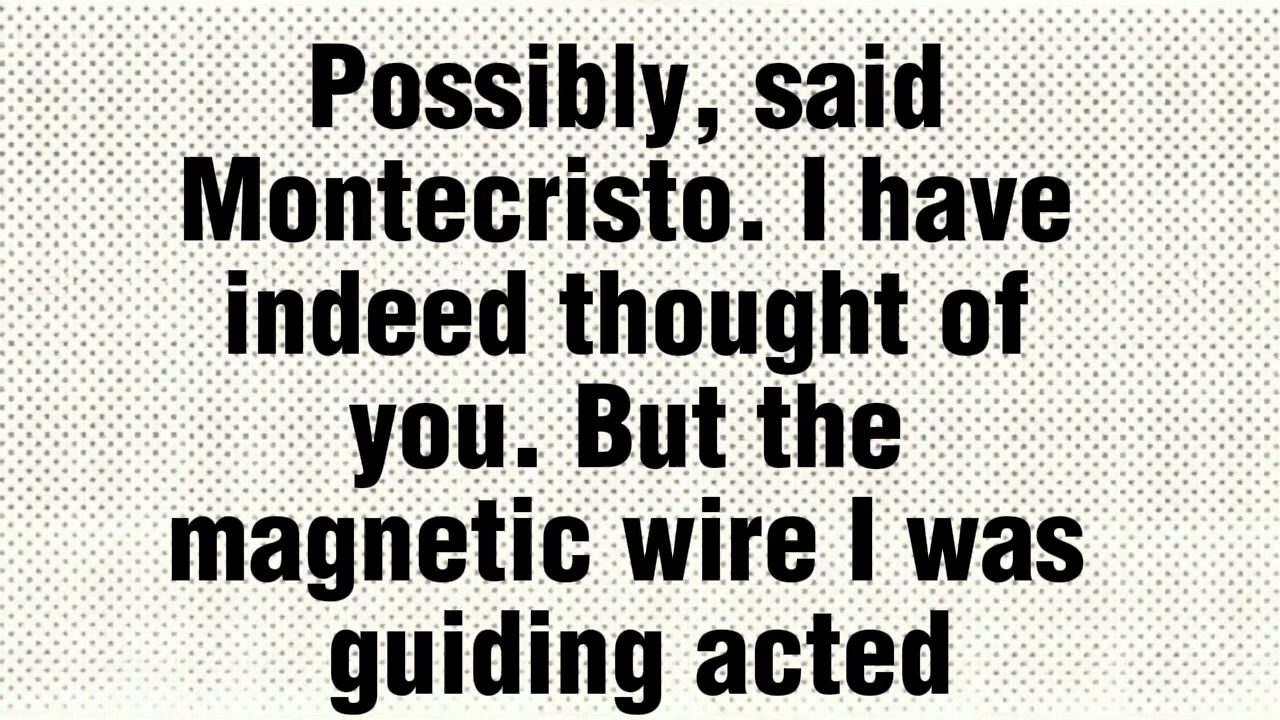 Possibly, said
Montecristo. I have
indeed thought of
you. But the
magnetic wire I was
guiding acted